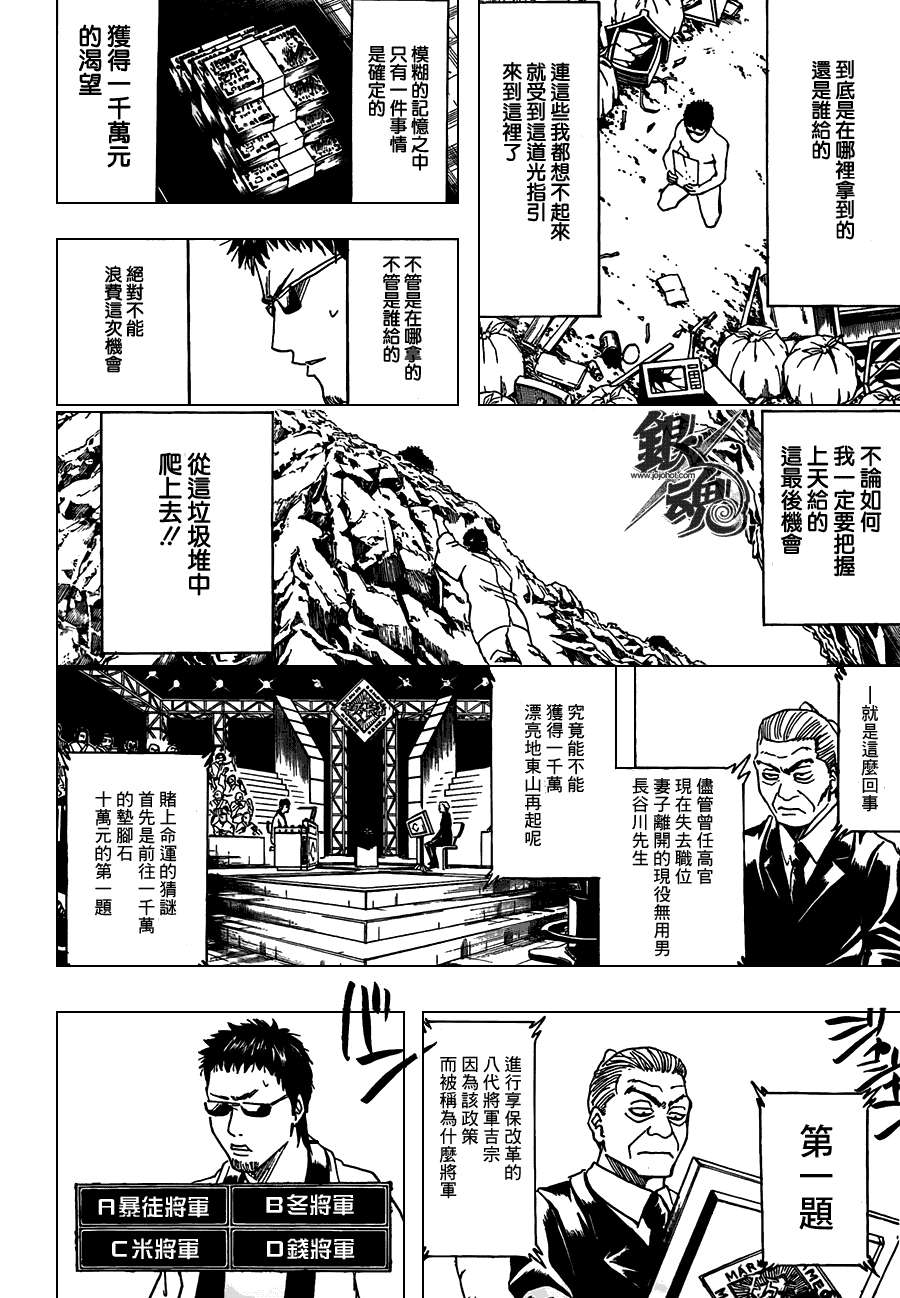 到底是在哪裡拿到的
還是誰給的
連這些我都想不起來
就受到這道光指引
來到這裡了
模糊的記憶之中
只有一件事情
是確定的
獲得一千萬元
的渴望
不管是在哪拿的
不管是誰給的
絕對不能
浪費這次機會
不論如何
我一定要把握
上天給的
這最後機會
銀魂
www.jojohot.com
從這垃圾堆中
爬上去!!
—就是這麼回事
儘管曾任高官
現在失去職位
妻子離開的現役無用男
長谷川先生
究竟能不能
獲得一千萬
漂亮地東山再起呢
賭上命運的猜謎
首先是前往一千萬
的墊腳石
十萬元的第一題
第一題
進行享保改革的
八代將軍吉宗
因為該政策
而被稱為什麼將軍
A暴徒將軍
B冬將軍
C米將軍
D錢將軍